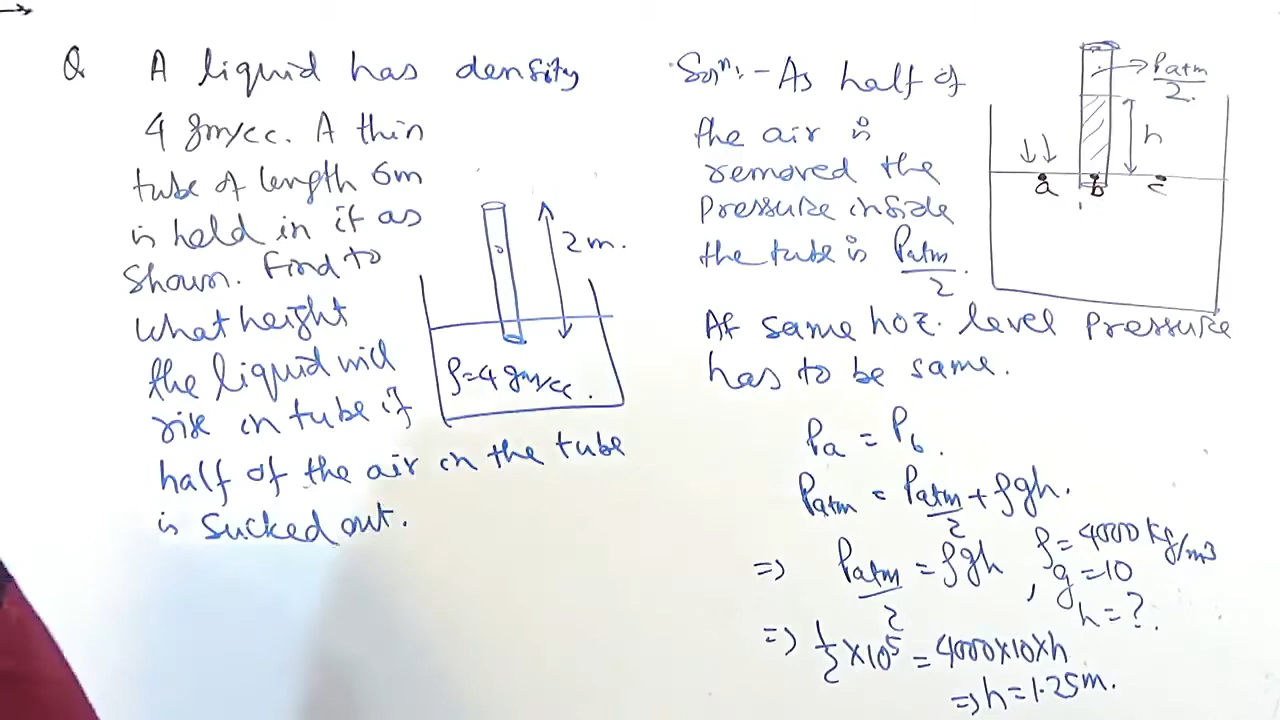 Q A liquid has density
4 gm/cc. A thin
tube of length 6m
is held in it as
shown. Find to
what height
the liquid will
rise in tube if
half of the air in the tube
is sucked out.
2m.
ρ=4 gm/cc.
Solⁿ: - As half of
the air is
removed the
pressure inside
the tube is Patm/2.
Patm/2.
h
a b c
At same hoz. level pressure
has to be same.
Pa = Pb.
Patm = Patm/2 + ρgh.
=> Patm/2 = ρgh , ρ=4000 kg/m3
g=10
h=?.
=> 1/2 ×10⁵ = 4000×10×h
=> h=1.25m.